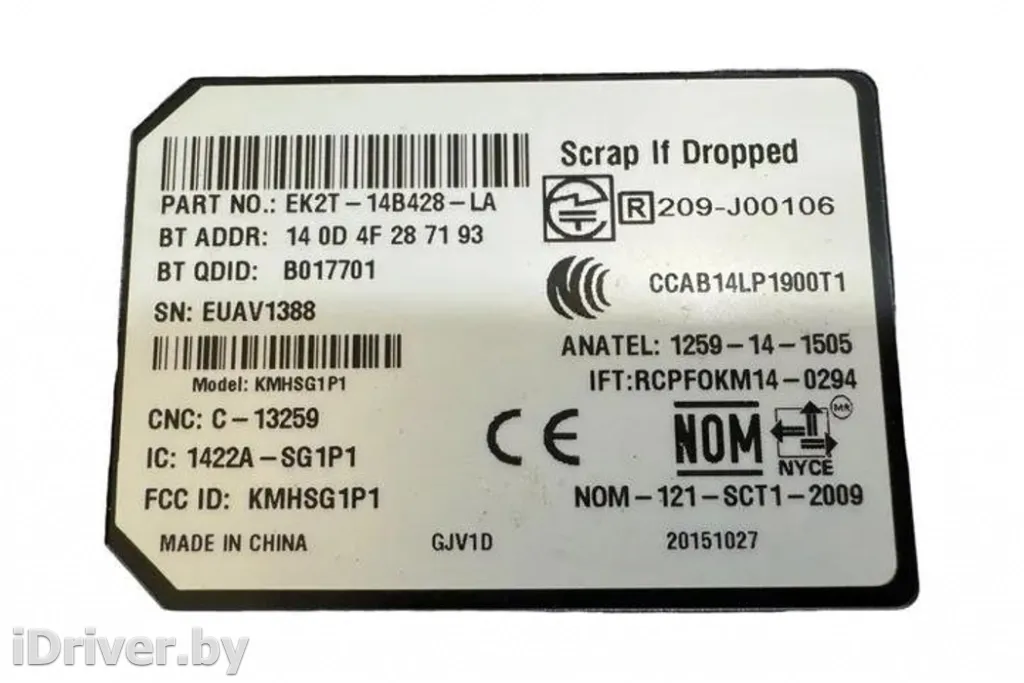 Scrap If Dropped
PART NO.: EK2T-14B428-LA
R 209-J00106
BT ADDR: 14 0D 4F 28 71 93
BT QDID: B017701
CCAB14LP1900T1
SN: EUAV1388
ANATEL: 1259-14-1505
Model: KMHSG1P1
IFT:RCPFOKM14-0294
CNC: C-13259
CE
NOM
MR
NYCE
IC: 1422A-SG1P1
FCC ID: KMHSG1P1
NOM-121-SCT1-2009
MADE IN CHINA GJV1D 20151027
iDriver.by